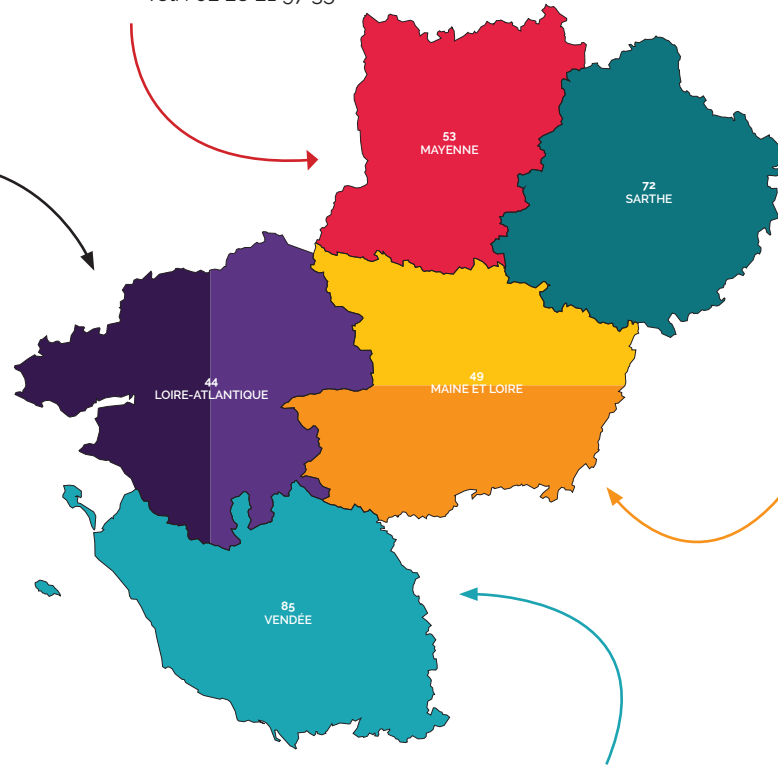 53
MAYENNE
72
SARTHE
44
LOIRE-ATLANTIQUE
49
MAINE ET LOIRE
85
VENDÉE